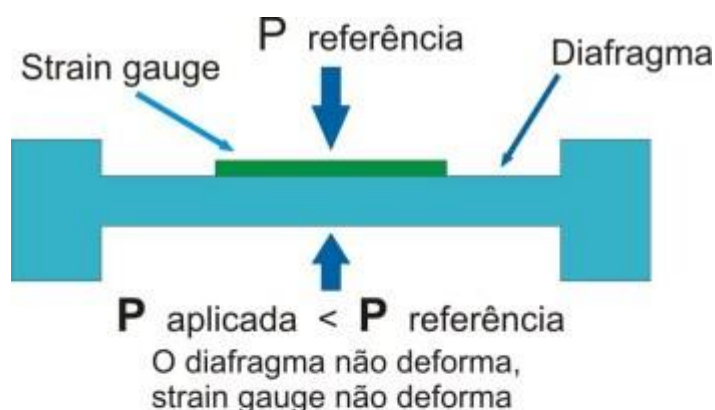 P referência
Strain gauge
Diafragma
P aplicada < P referência
O diafragma não deforma,
strain gauge não deforma